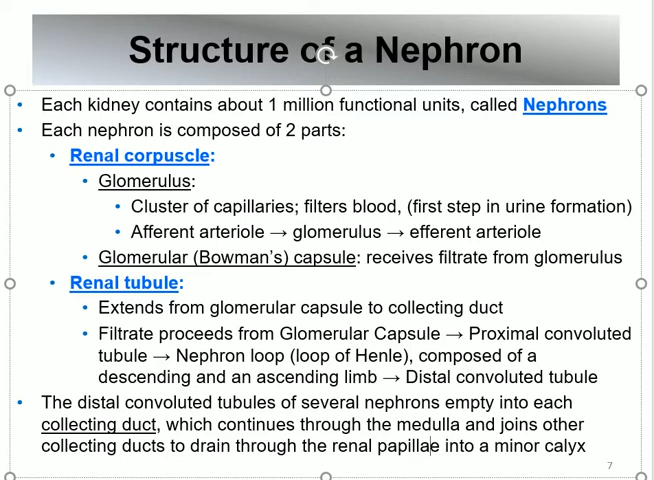 Structure of a Nephron
• Each kidney contains about 1 million functional units, called Nephrons
• Each nephron is composed of 2 parts:
• Renal corpuscle:
• Glomerulus:
• Cluster of capillaries; filters blood, (first step in urine formation)
• Afferent arteriole → glomerulus → efferent arteriole
• Glomerular (Bowman's) capsule: receives filtrate from glomerulus
• Renal tubule:
• Extends from glomerular capsule to collecting duct
• Filtrate proceeds from Glomerular Capsule → Proximal convoluted
tubule → Nephron loop (loop of Henle), composed of a
descending and an ascending limb → Distal convoluted tubule
• The distal convoluted tubules of several nephrons empty into each
collecting duct, which continues through the medulla and joins other
collecting ducts to drain through the renal papillae into a minor calyx
7